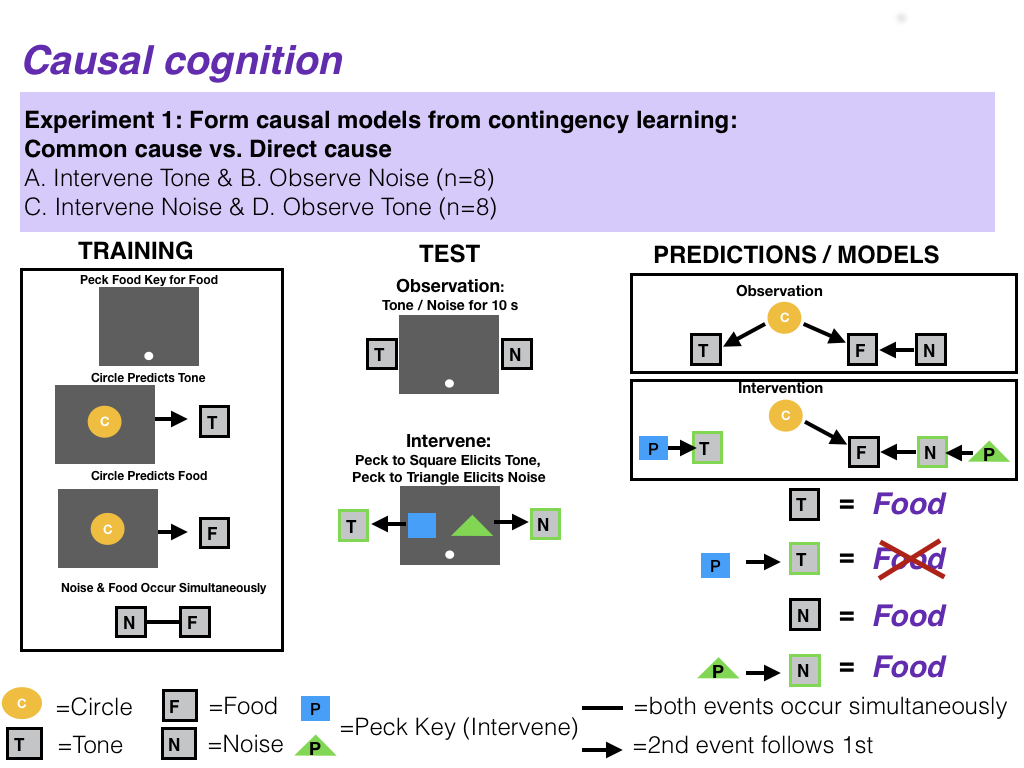 Causal cognition
Experiment 1: Form causal models from contingency learning:
Common cause vs. Direct cause
A. Intervene Tone & B. Observe Noise (n=8)
C. Intervene Noise & D. Observe Tone (n=8)
TRAINING
Peck Food Key for Food
Circle Predicts Tone
C
T
Circle Predicts Food
C
F
Noise & Food Occur Simultaneously
N F
TEST
Observation:
Tone / Noise for 10 s
T N
Intervene:
Peck to Square Elicits Tone,
Peck to Triangle Elicits Noise
T N
PREDICTIONS / MODELS
Observation
C
T F N
Intervention
C
P T F N P
T = Food
P T = Food
N = Food
P N = Food
C =Circle
F =Food
P
=Peck Key (Intervene)
=both events occur simultaneously
T =Tone
N =Noise
P
=2nd event follows 1st